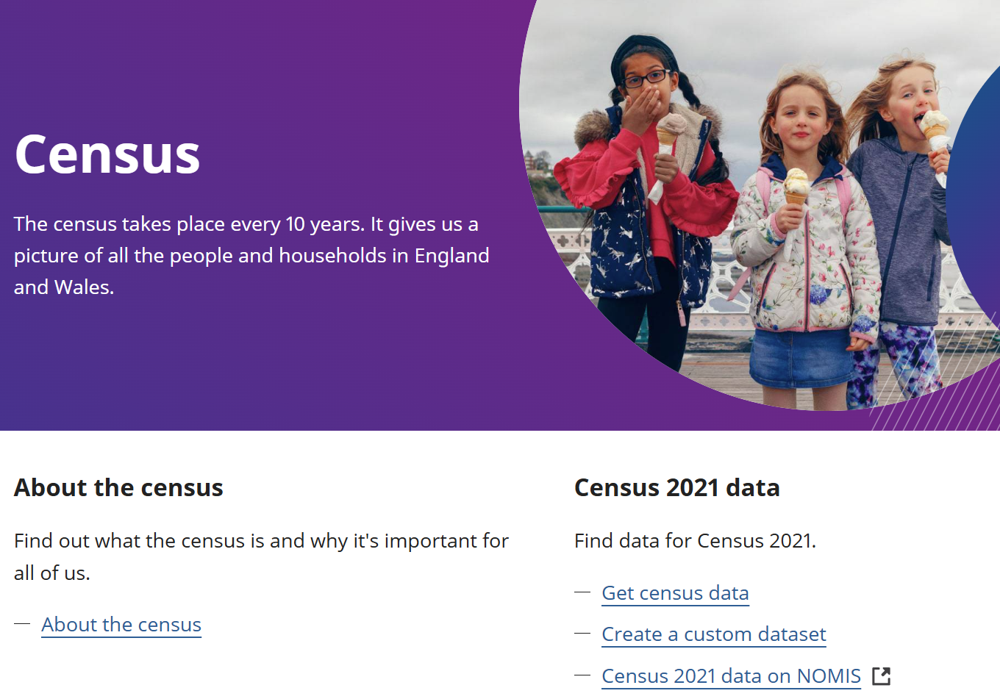 Census
The census takes place every 10 years. It gives us a
picture of all the people and households in England
and Wales.
About the census
Find out what the census is and why it's important for
all of us.
— About the census
Census 2021 data
Find data for Census 2021.
— Get census data
— Create a custom dataset
— Census 2021 data on NOMIS